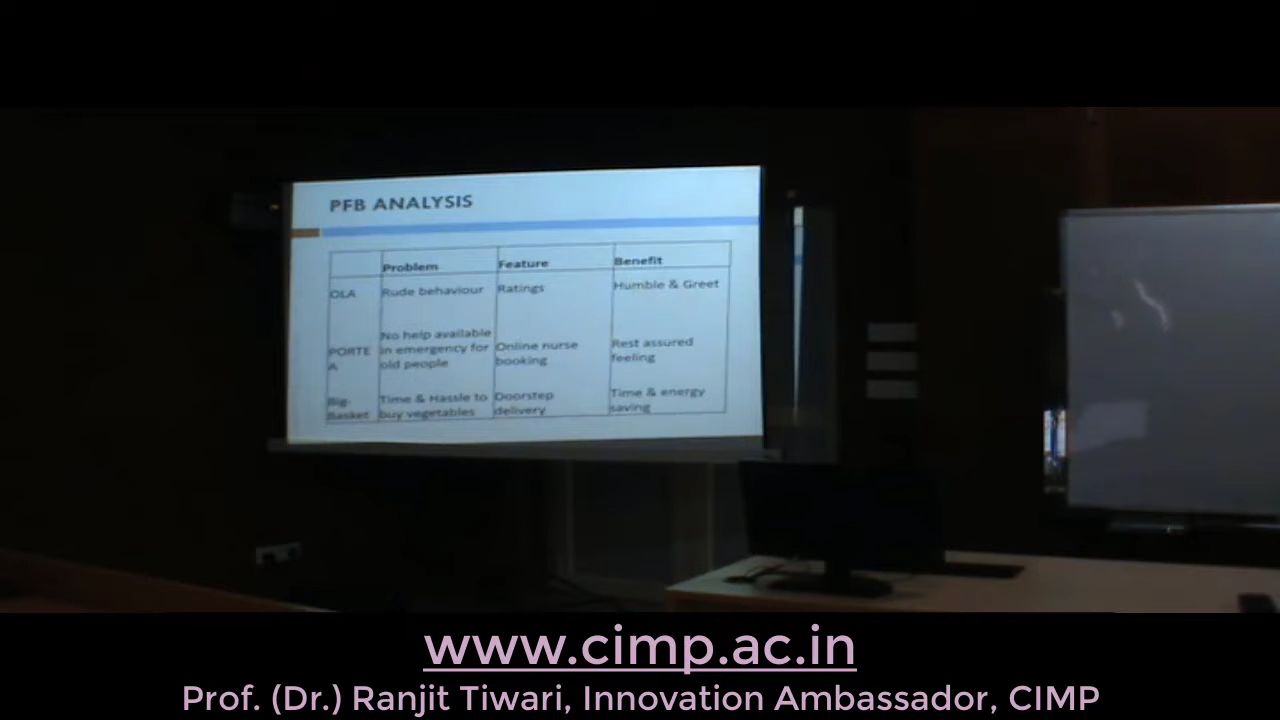 PFB ANALYSIS
Problem Feature Benefit
OLA Rude behaviour Ratings Humble & Greet
PORTE
A
No help available
in emergency for
old people
Online nurse
booking
Rest assured
feeling
Big-
Basket
Time & Hassle to
buy vegetables
Doorstep
delivery
Time & energy
saving
www.cimp.ac.in
Prof. (Dr.) Ranjit Tiwari, Innovation Ambassador, CIMP